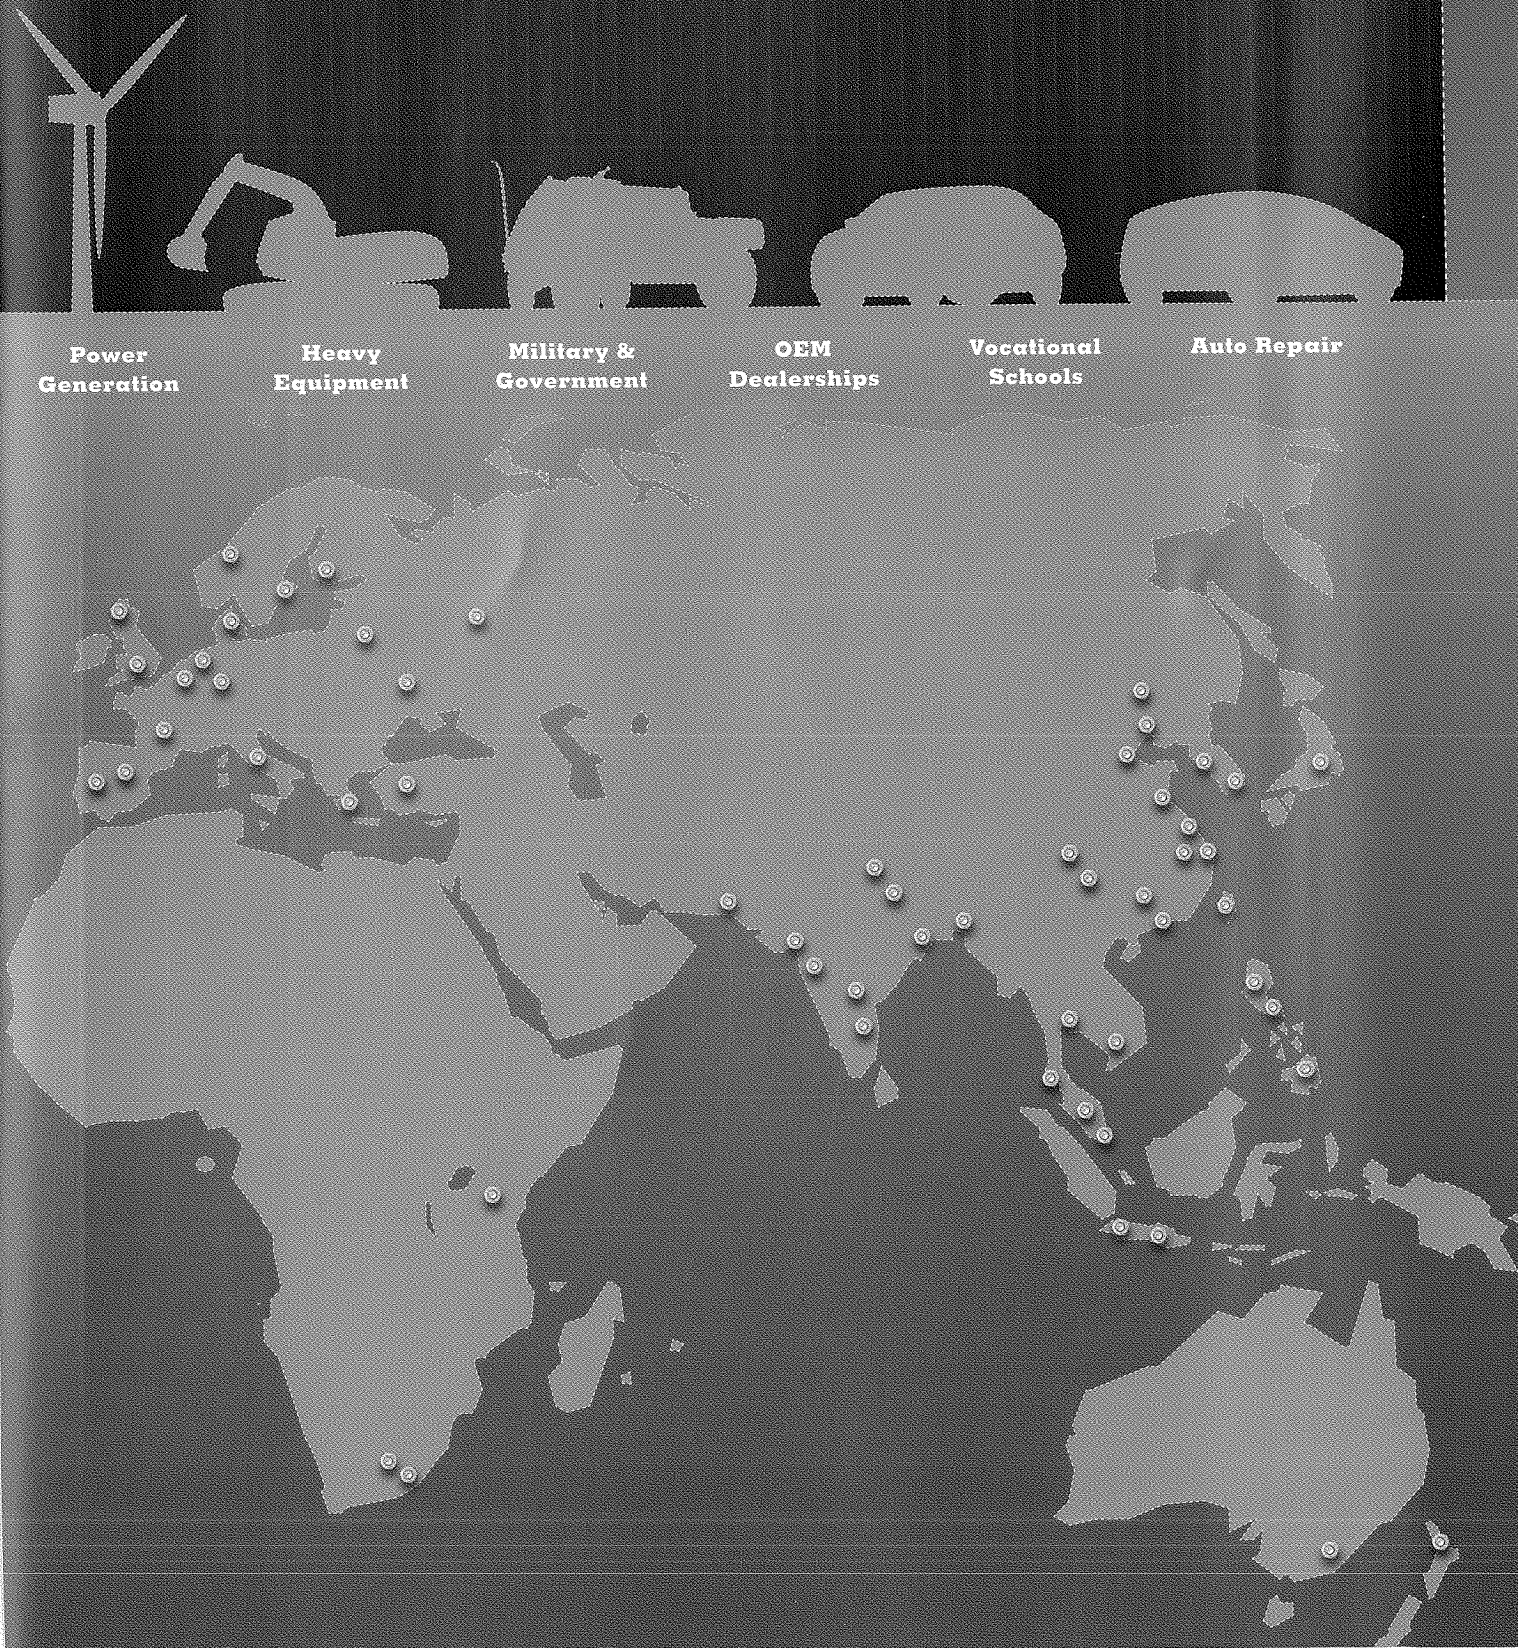 Power
Generation
Heavy
Equipment
Military &
Government
OEM
Dealerships
Vocational
Schools
Auto Repair